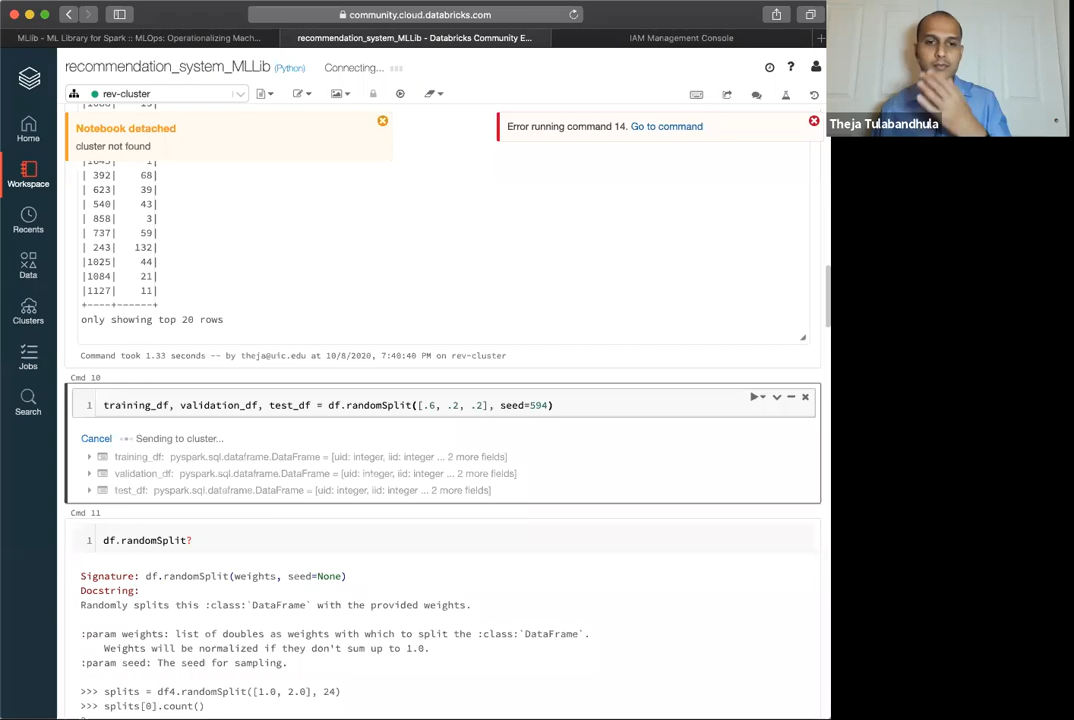 community.cloud.databricks.com
MLlib - ML Library for Spark :: MLOps: Operationalizing Mach...
recommendation_system_MLLib - Databricks Community E...
IAM Management Console
recommendation_system_MLLib (Python)
Connecting...
rev-cluster
Home
Workspace
Recents
Data
Clusters
Jobs
Search
Theja Tulabandhula
Notebook detached
cluster not found
Error running command 14. Go to command
| 392| 68|
| 623| 39|
| 540| 43|
| 858| 3|
| 737| 59|
| 243| 132|
|1025| 44|
|1084| 21|
|1127| 11|
+----+------+
only showing top 20 rows
Command took 1.33 seconds -- by theja@uic.edu at 10/8/2020, 7:40:40 PM on rev-cluster
Cmd 10
1 training_df, validation_df, test_df = df.randomSplit([.6, .2, .2], seed=594)
Cancel Sending to cluster...
training_df: pyspark.sql.dataframe.DataFrame = [uid: integer, iid: integer ... 2 more fields]
validation_df: pyspark.sql.dataframe.DataFrame = [uid: integer, iid: integer ... 2 more fields]
test_df: pyspark.sql.dataframe.DataFrame = [uid: integer, iid: integer ... 2 more fields]
Cmd 11
1 df.randomSplit?
Signature: df.randomSplit(weights, seed=None)
Docstring:
Randomly splits this :class:`DataFrame` with the provided weights.
:param weights: list of doubles as weights with which to split the :class:`DataFrame`.
Weights will be normalized if they don't sum up to 1.0.
:param seed: The seed for sampling.
>>> splits = df4.randomSplit([1.0, 2.0], 24)
>>> splits[0].count()